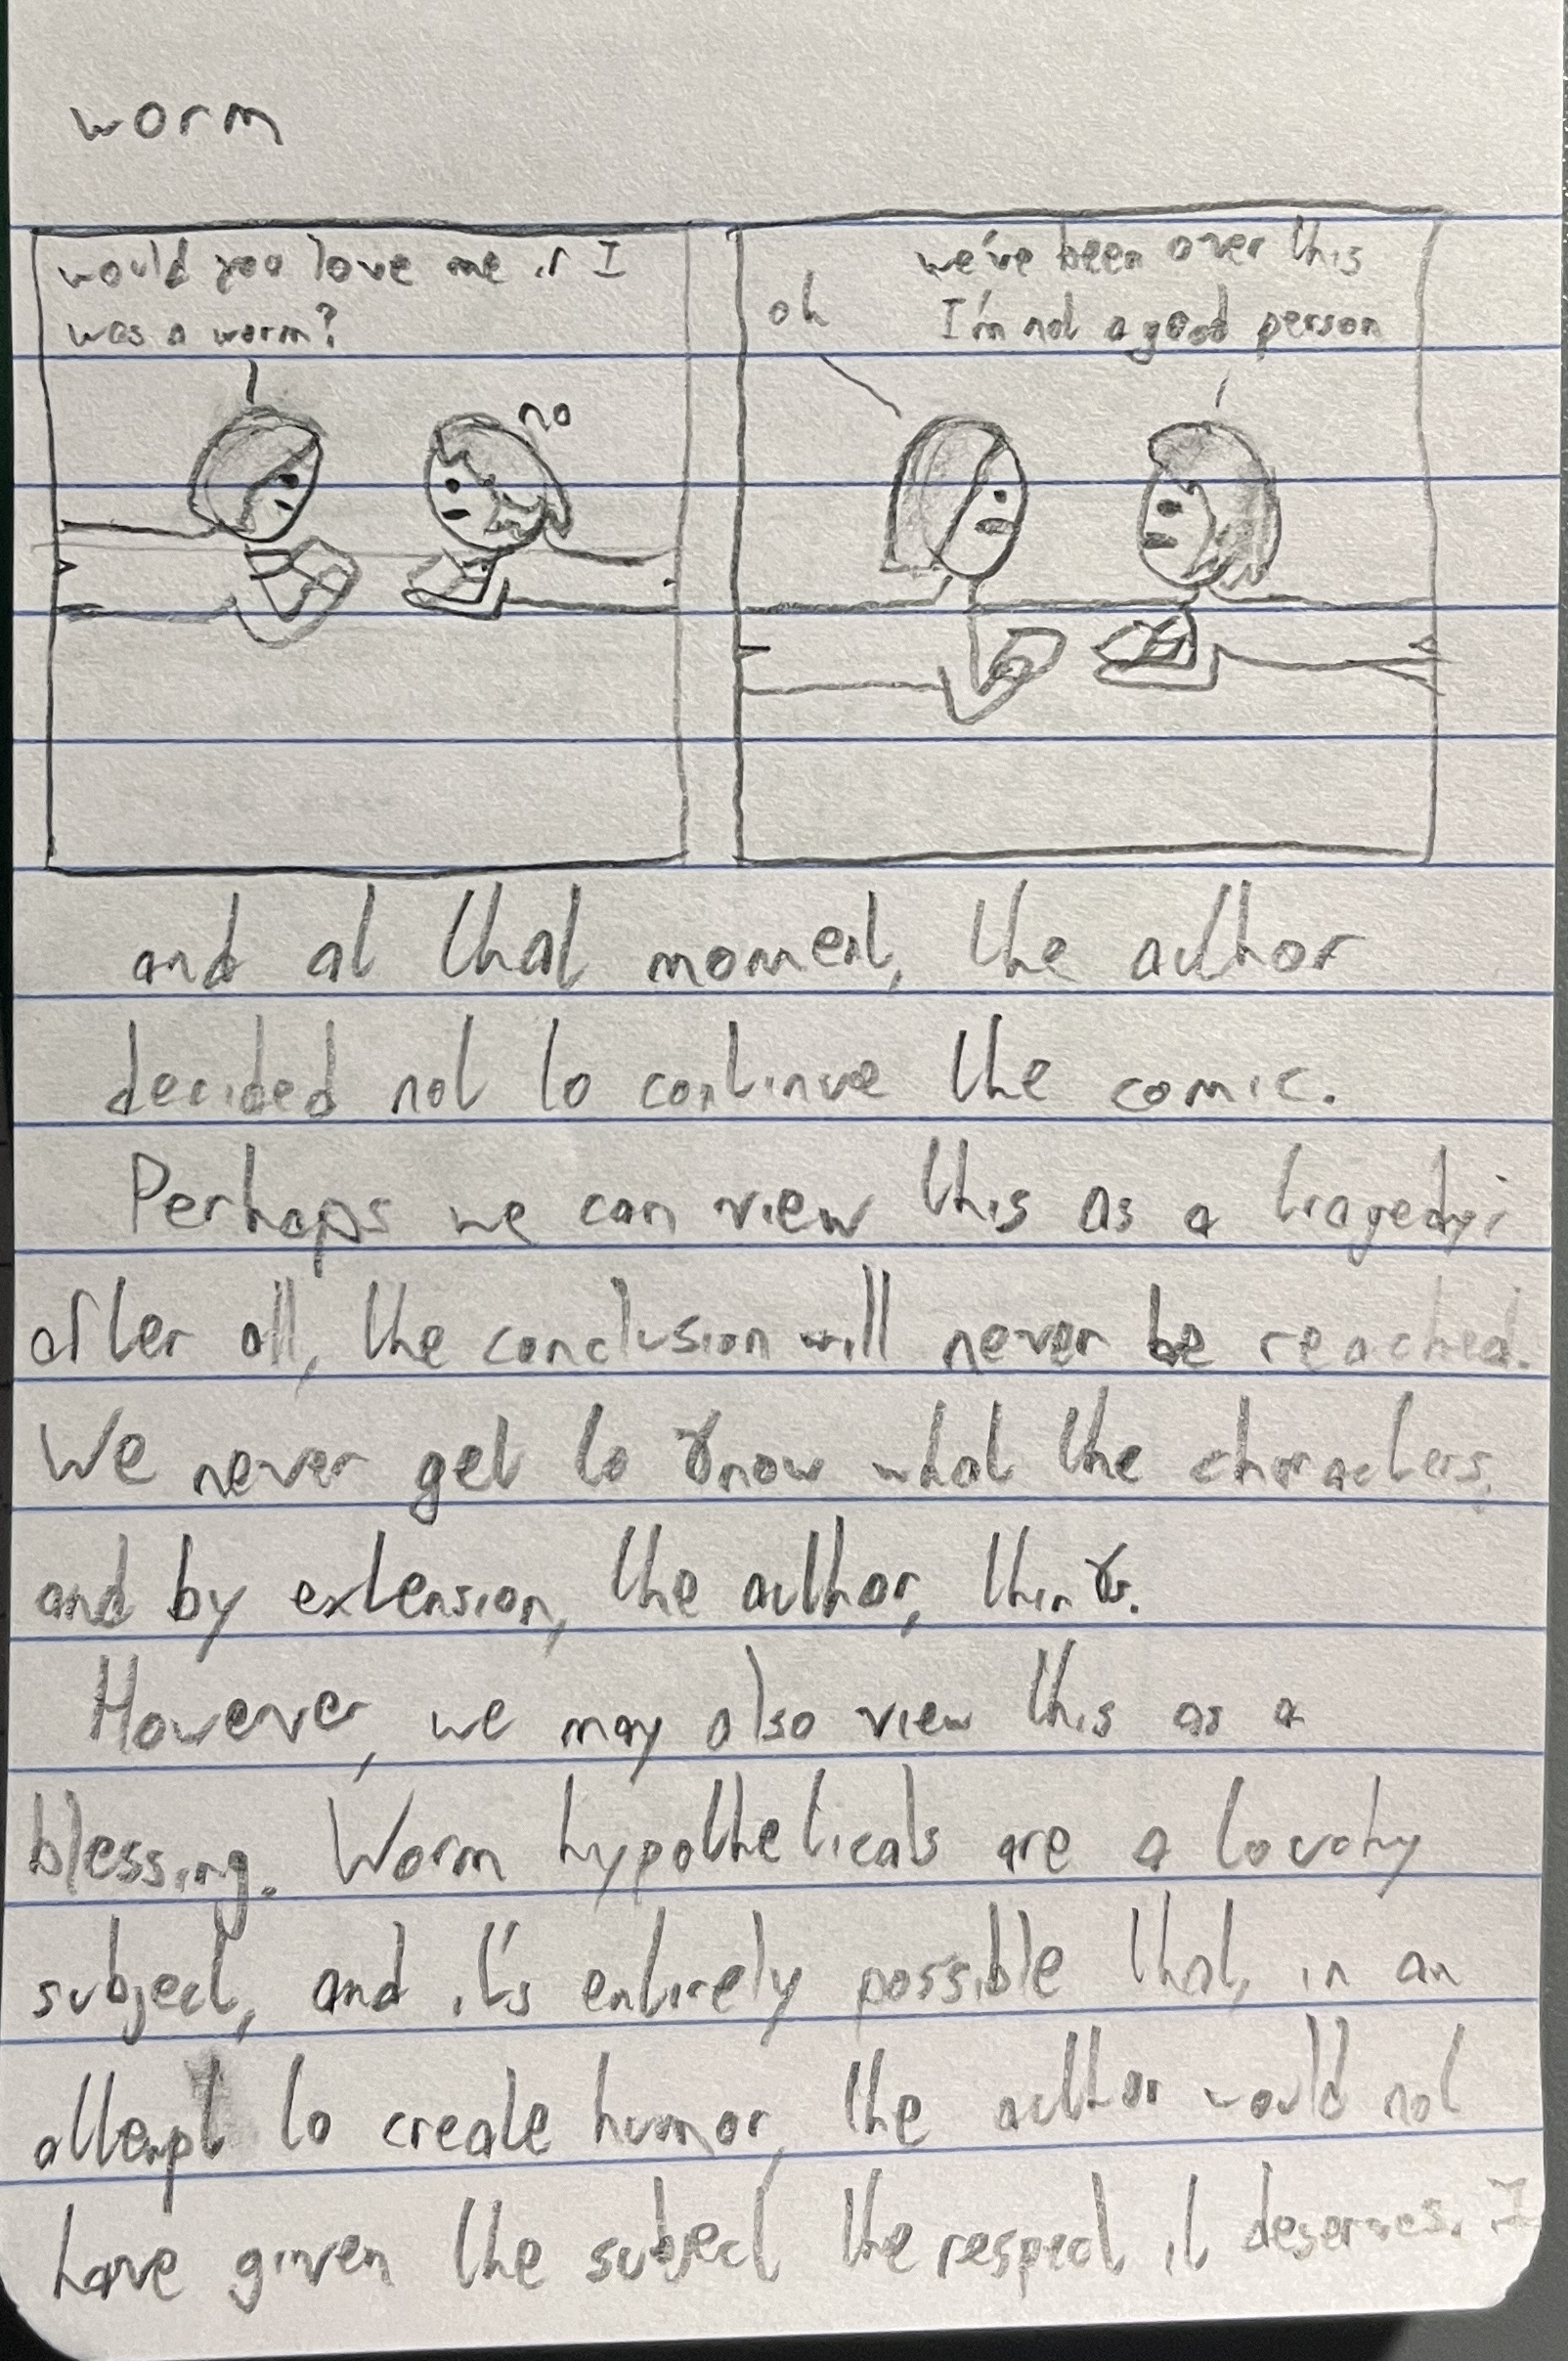 worm
would you love me if I
was a worm?
no
oh
we've been over this
I'm not a good person
and at that moment, the author
decided not to continue the comic.
Perhaps we can view this as a tragedy;
after all, the conclusion will never be reached.
We never get to know what the characters,
and by extension, the author, think.
However, we may also view this as a
blessing. Worm hypotheticals are a touchy
subject, and it's entirely possible that, in an
attempt to create humor, the author would not
have given the subject the respect it deserves. I